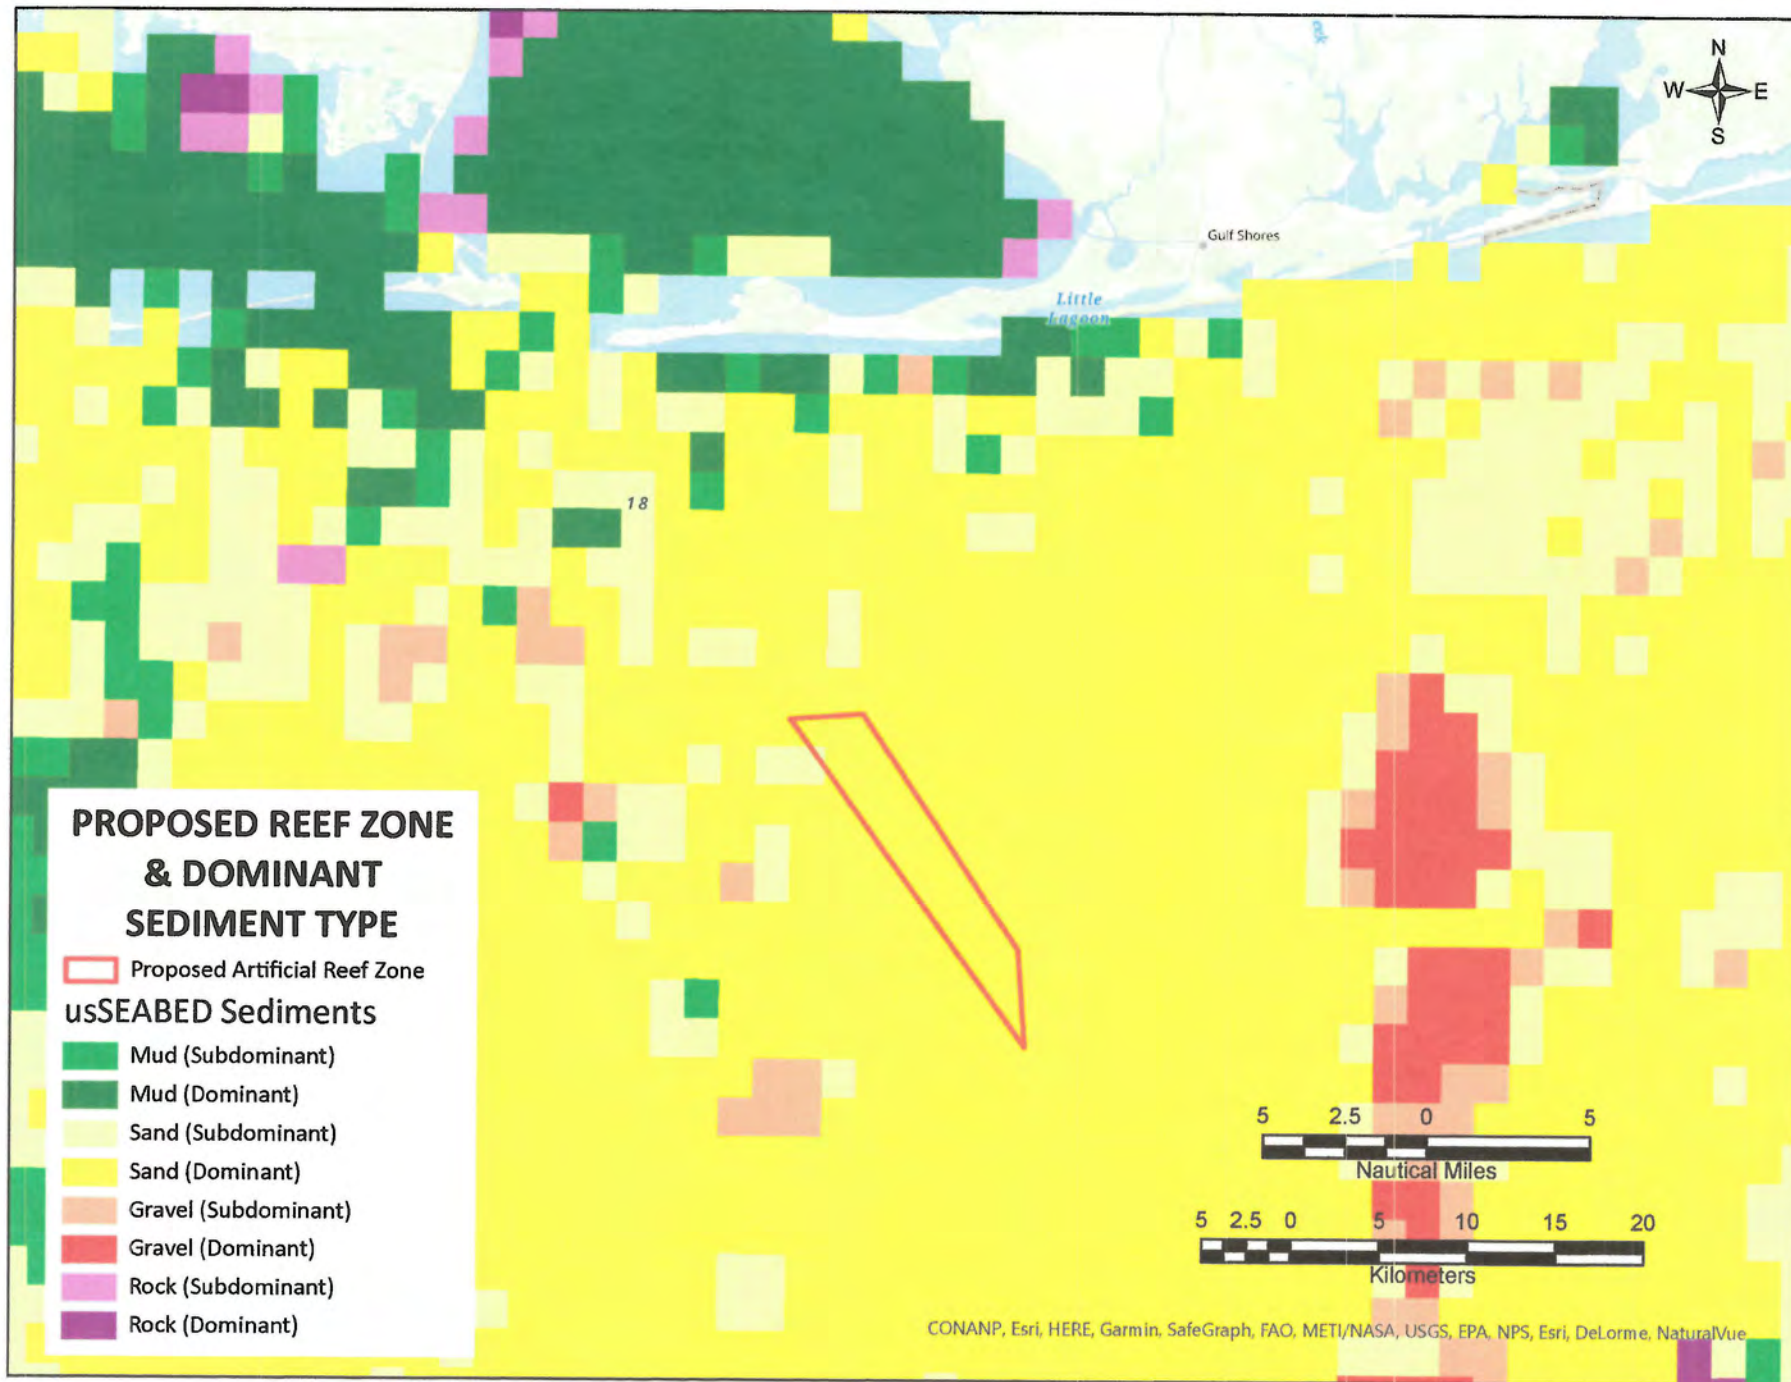 N
W E
S
Gulf Shores
Little
Lagoon
18
PROPOSED REEF ZONE
& DOMINANT
SEDIMENT TYPE
Proposed Artificial Reef Zone
usSEABED Sediments
Mud (Subdominant)
Mud (Dominant)
Sand (Subdominant)
Sand (Dominant)
Gravel (Subdominant)
Gravel (Dominant)
Rock (Subdominant)
Rock (Dominant)
5 2.5 0 5
Nautical Miles
5 2.5 0 5 10 15 20
Kilometers
CONANP, Esri, HERE, Garmin, SafeGraph, FAO, METI/NASA, USGS, EPA, NPS, Esri, DeLorme, NaturalVue